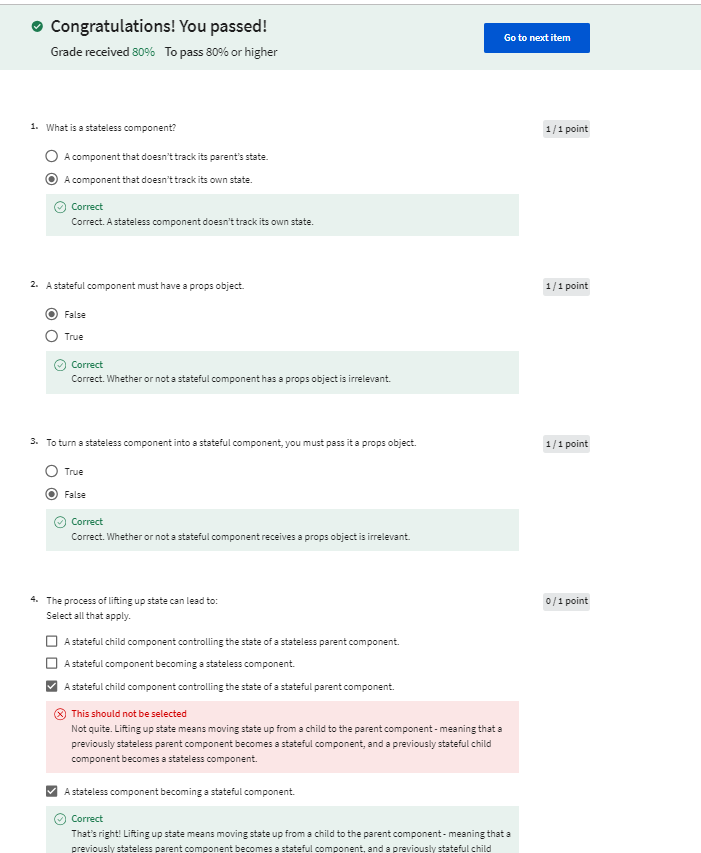 Congratulations! You passed!
Grade received 80% To pass 80% or higher
Go to next item
1. What is a stateless component?
1 / 1 point
A component that doesn't track its parent's state.
A component that doesn't track its own state.
Correct
Correct. A stateless component doesn't track its own state.
2. A stateful component must have a props object.
1 / 1 point
False
True
Correct
Correct. Whether or not a stateful component has a props object is irrelevant.
3. To turn a stateless component into a stateful component, you must pass it a props object.
1 / 1 point
True
False
Correct
Correct. Whether or not a stateful component receives a props object is irrelevant.
4. The process of lifting up state can lead to:
0 / 1 point
Select all that apply.
A stateful child component controlling the state of a stateless parent component.
A stateful component becoming a stateless component.
A stateful child component controlling the state of a stateful parent component.
This should not be selected
Not quite. Lifting up state means moving state up from a child to the parent component - meaning that a
previously stateless parent component becomes a stateful component, and a previously stateful child
component becomes a stateless component.
A stateless component becoming a stateful component.
Correct
That's right! Lifting up state means moving state up from a child to the parent component - meaning that a
previously stateless parent component becomes a stateful component, and a previously stateful child